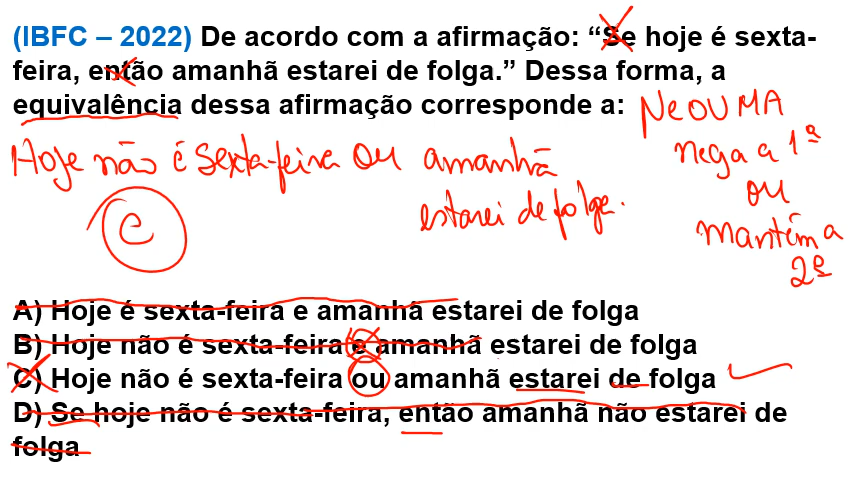 (IBFC – 2022) De acordo com a afirmação: “Se hoje é sexta-
feira, então amanhã estarei de folga.” Dessa forma, a
equivalência dessa afirmação corresponde a:
NeOUMA
nega a 1ª
ou
mantém a
2ª
Hoje não é sexta-feira ou amanhã
estarei de folga.
C
A) Hoje é sexta-feira e amanhã estarei de folga
B) Hoje não é sexta-feira e amanhã estarei de folga
C) Hoje não é sexta-feira ou amanhã estarei de folga
D) Se hoje não é sexta-feira, então amanhã não estarei de
folga